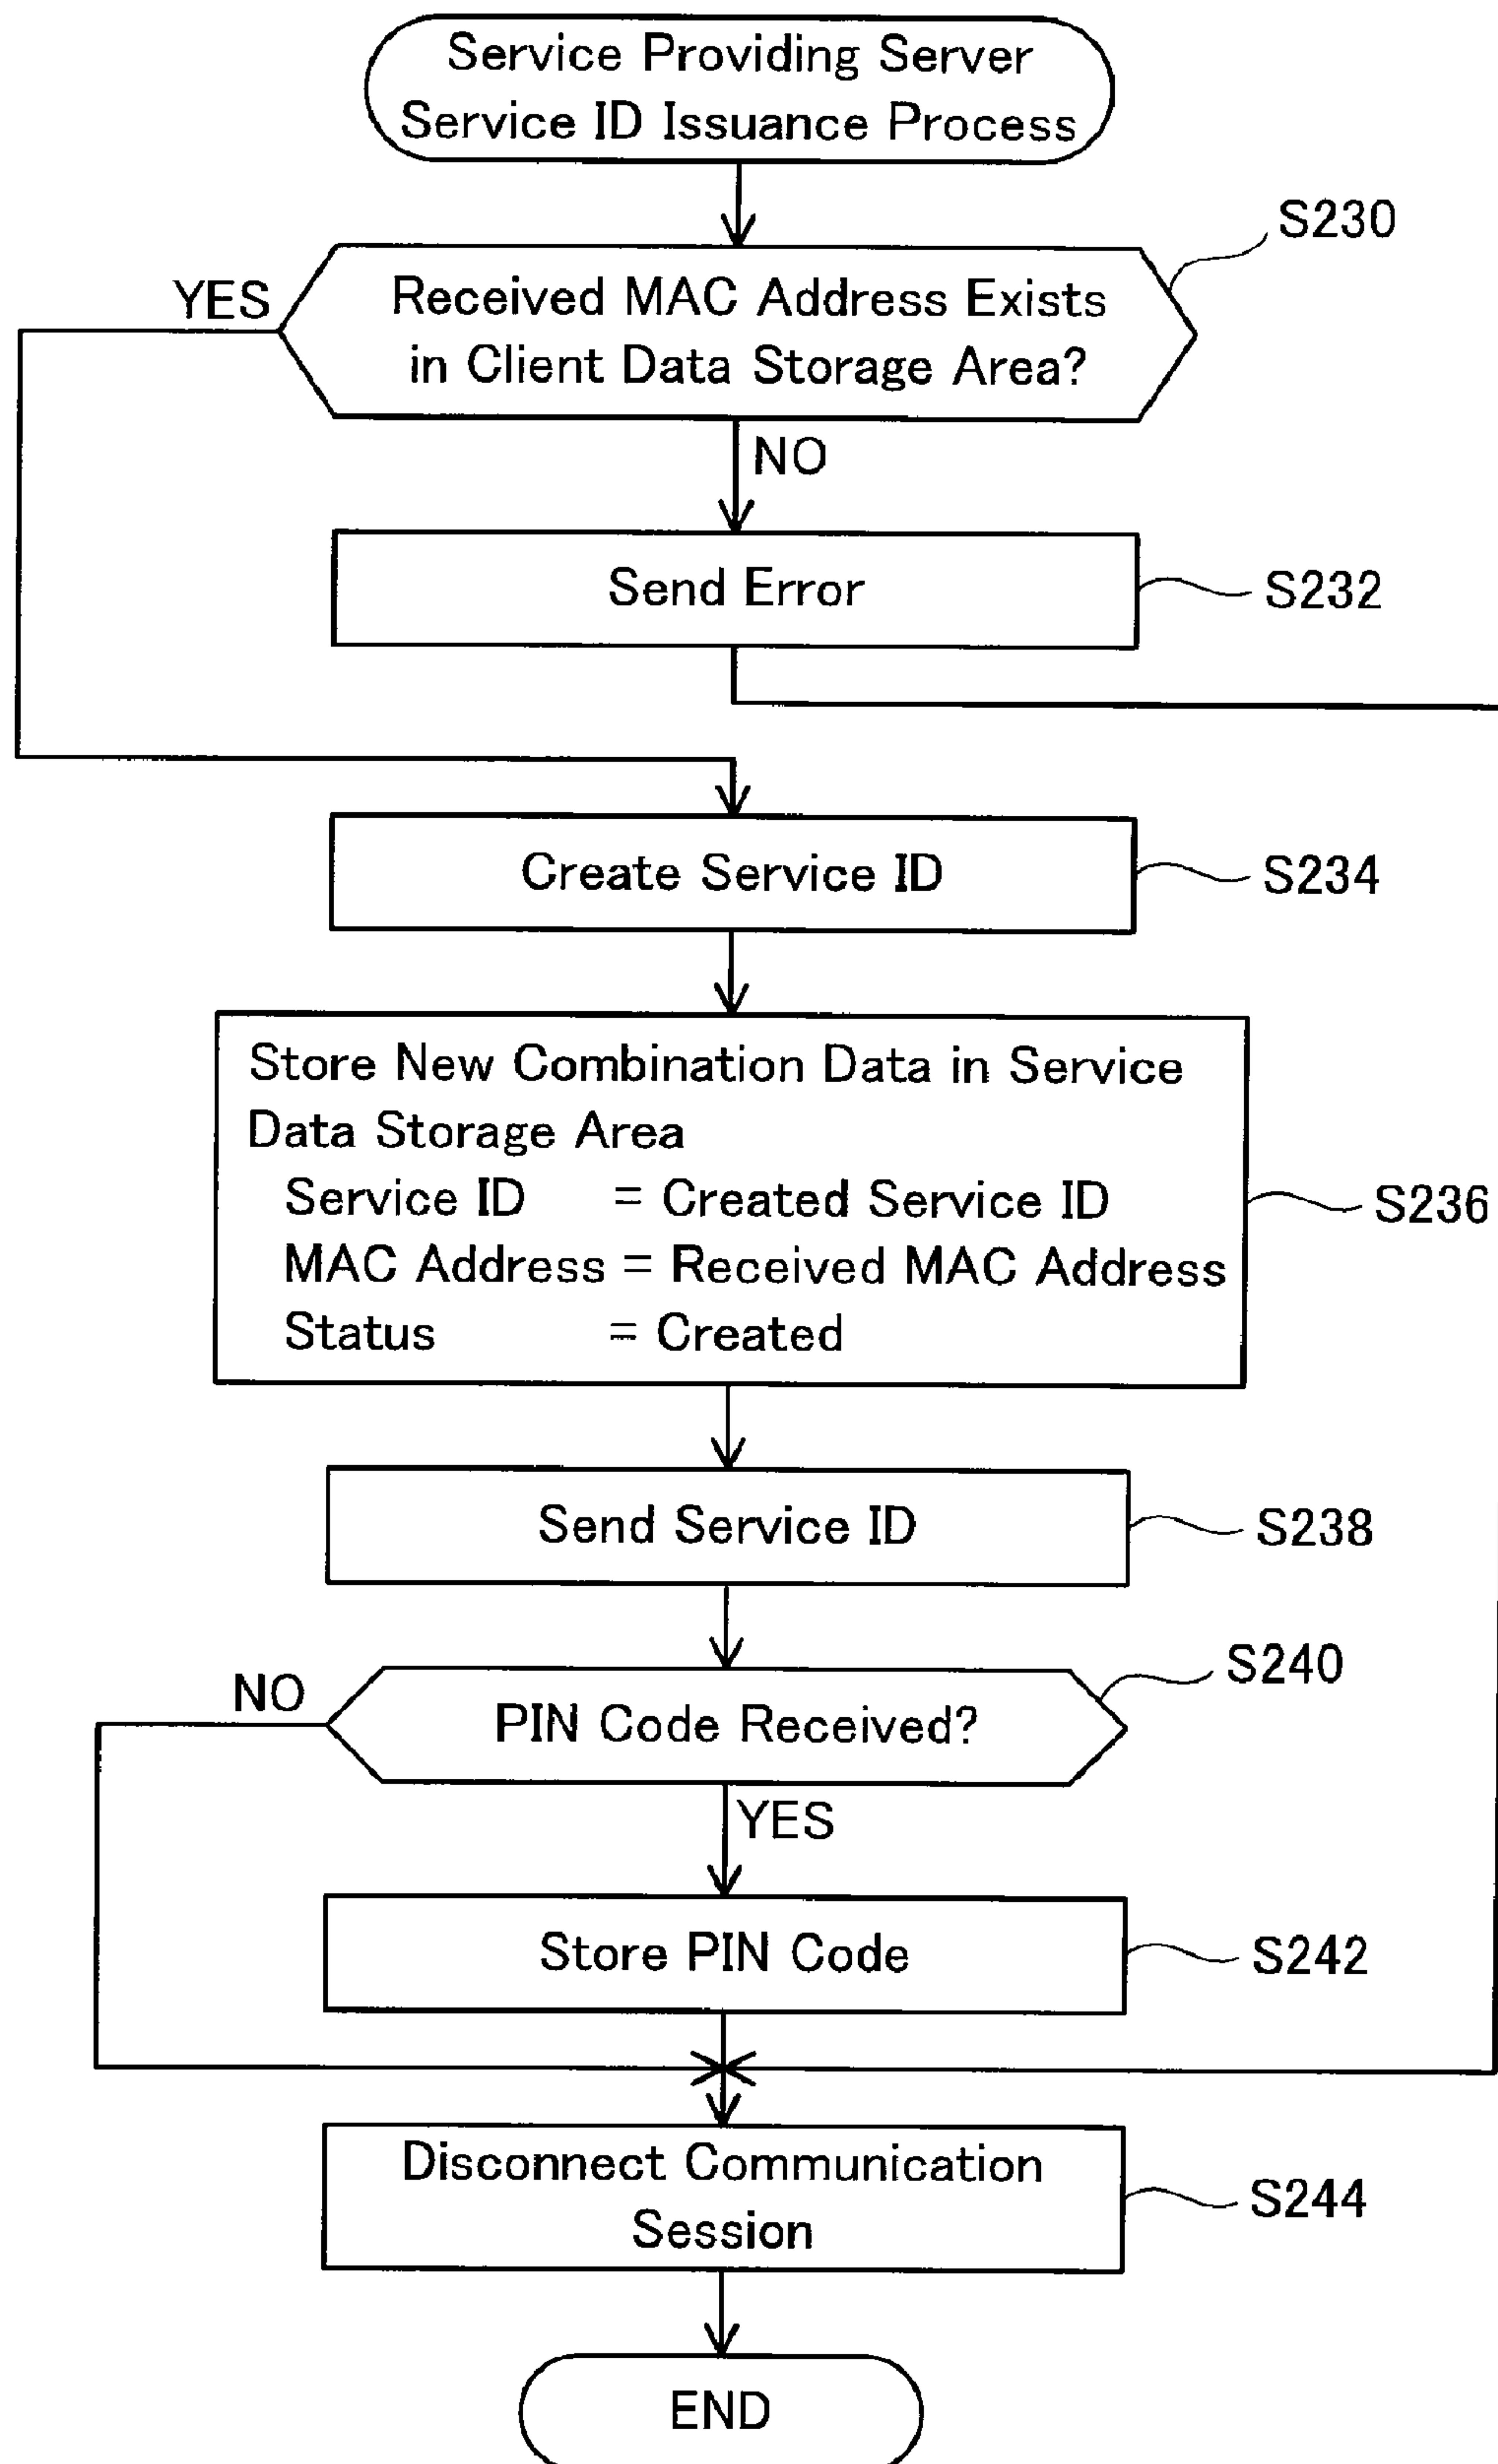 Service Providing Server
Service ID Issuance Process
S230
YES
Received MAC Address Exists
in Client Data Storage Area?
NO
Send Error
S232
Create Service ID
S234
Store New Combination Data in Service
Data Storage Area
Service ID = Created Service ID
MAC Address = Received MAC Address
Status = Created
S236
Send Service ID
S238
S240
NO
PIN Code Received?
YES
Store PIN Code
S242
Disconnect Communication
Session
S244
END